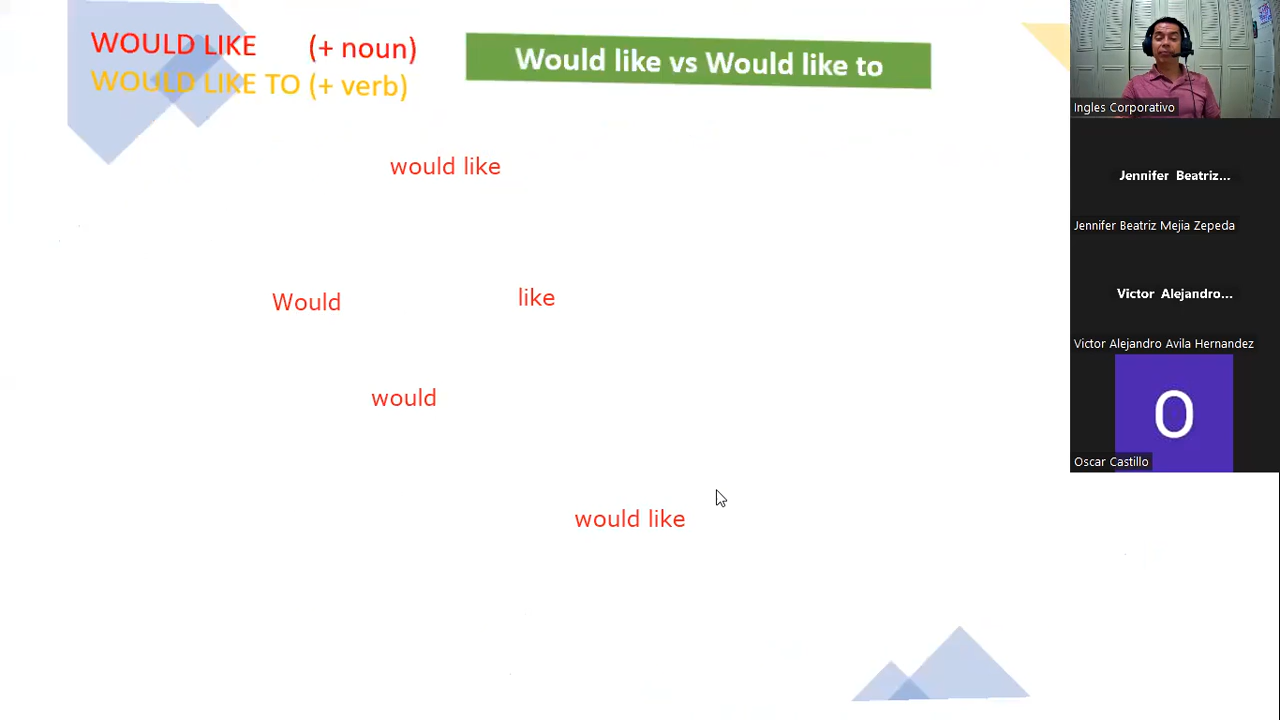 WOULD LIKE (+ noun)
WOULD LIKE TO (+ verb)
Would like vs Would like to
would like
Would like
would
would like
Ingles Corporativo
Jennifer Beatriz...
Jennifer Beatriz Mejia Zepeda
Victor Alejandro...
Victor Alejandro Avila Hernandez
O
Oscar Castillo